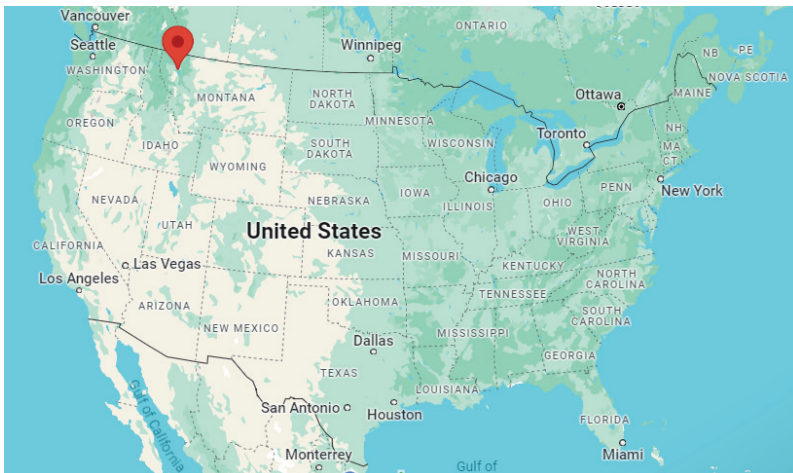 Vancouver
ONTARIO
Seattle
Winnipeg
NB
PE
WASHINGTON
NOVA SCOTIA
MONTANA
NORTH
DAKOTA
Ottawa
MAINE
OREGON
MINNESOTA
Toronto
NH
IDAHO
SOUTH
DAKOTA
WISCONSIN
MA
CT
WYOMING
Chicago
New York
NEVADA
NEBRASKA
IOWA
ILLINOIS
OHIO
PENN
UTAH
United States
WEST
VIRGINIA
CALIFORNIA
KANSAS
MISSOURI
Las Vegas
KENTUCKY
Los Angeles
NORTH
CAROLINA
ARIZONA
OKLAHOMA
TENNESSEE
NEW MEXICO
MISSISSIPPI
SOUTH
CAROLINA
Dallas
GEORGIA
TEXAS
LOUISIANA
San Antonio
Houston
Gulf of California
FLORIDA
Monterrey
Miami
Gulf of